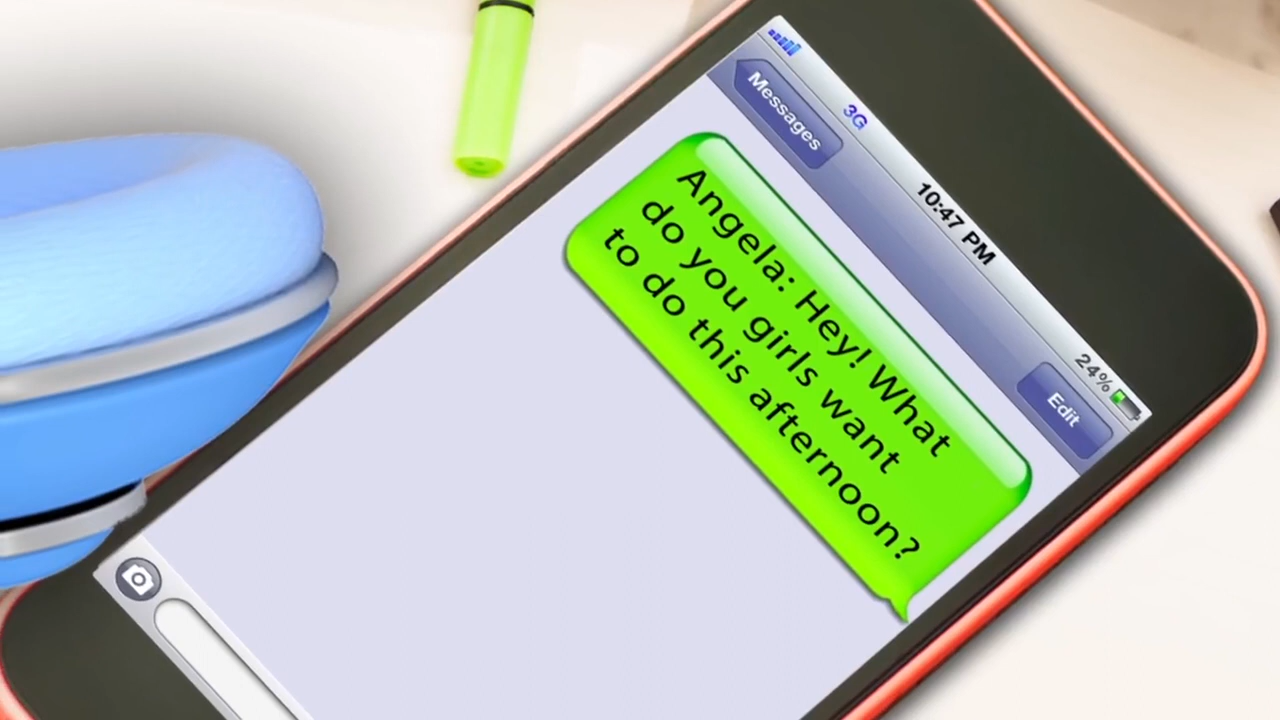 3G
10:47 PM
24%
Messages
Edit
Angela: Hey! What
do you girls want
to do this afternoon?